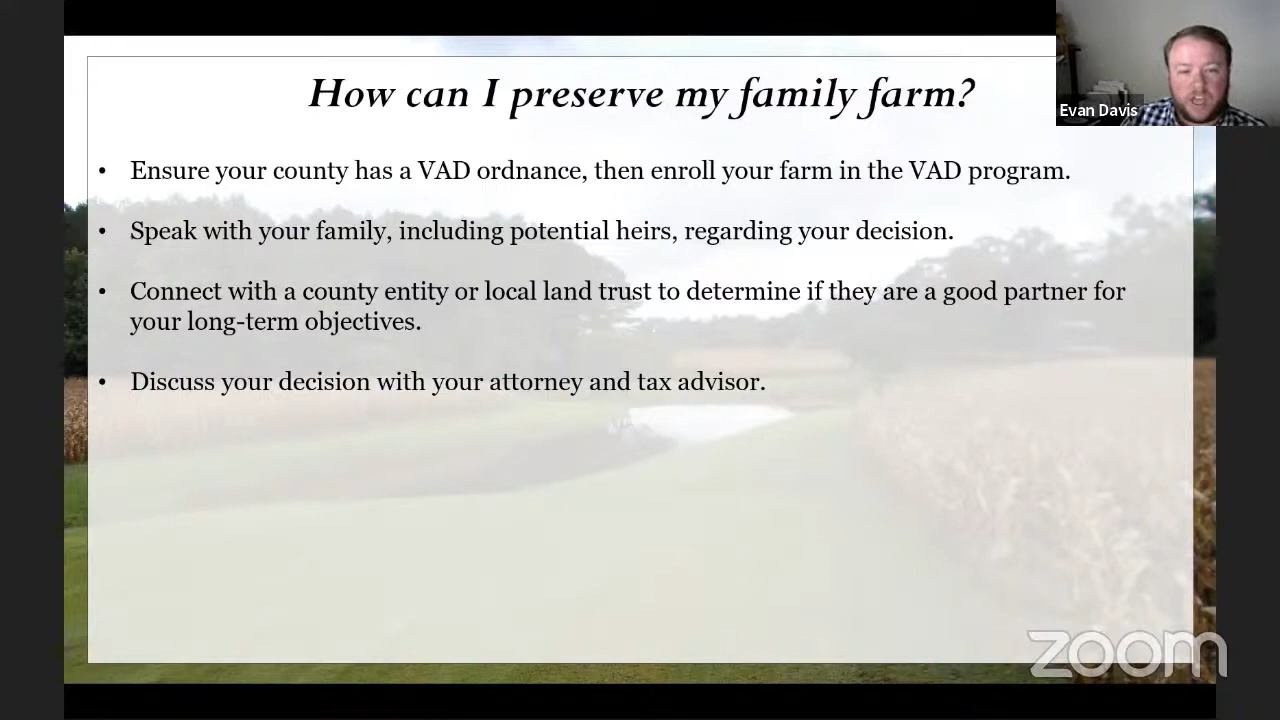 How can I preserve my family farm?
Evan Davis
• Ensure your county has a VAD ordnance, then enroll your farm in the VAD program.
• Speak with your family, including potential heirs, regarding your decision.
• Connect with a county entity or local land trust to determine if they are a good partner for
your long-term objectives.
• Discuss your decision with your attorney and tax advisor.
zoom